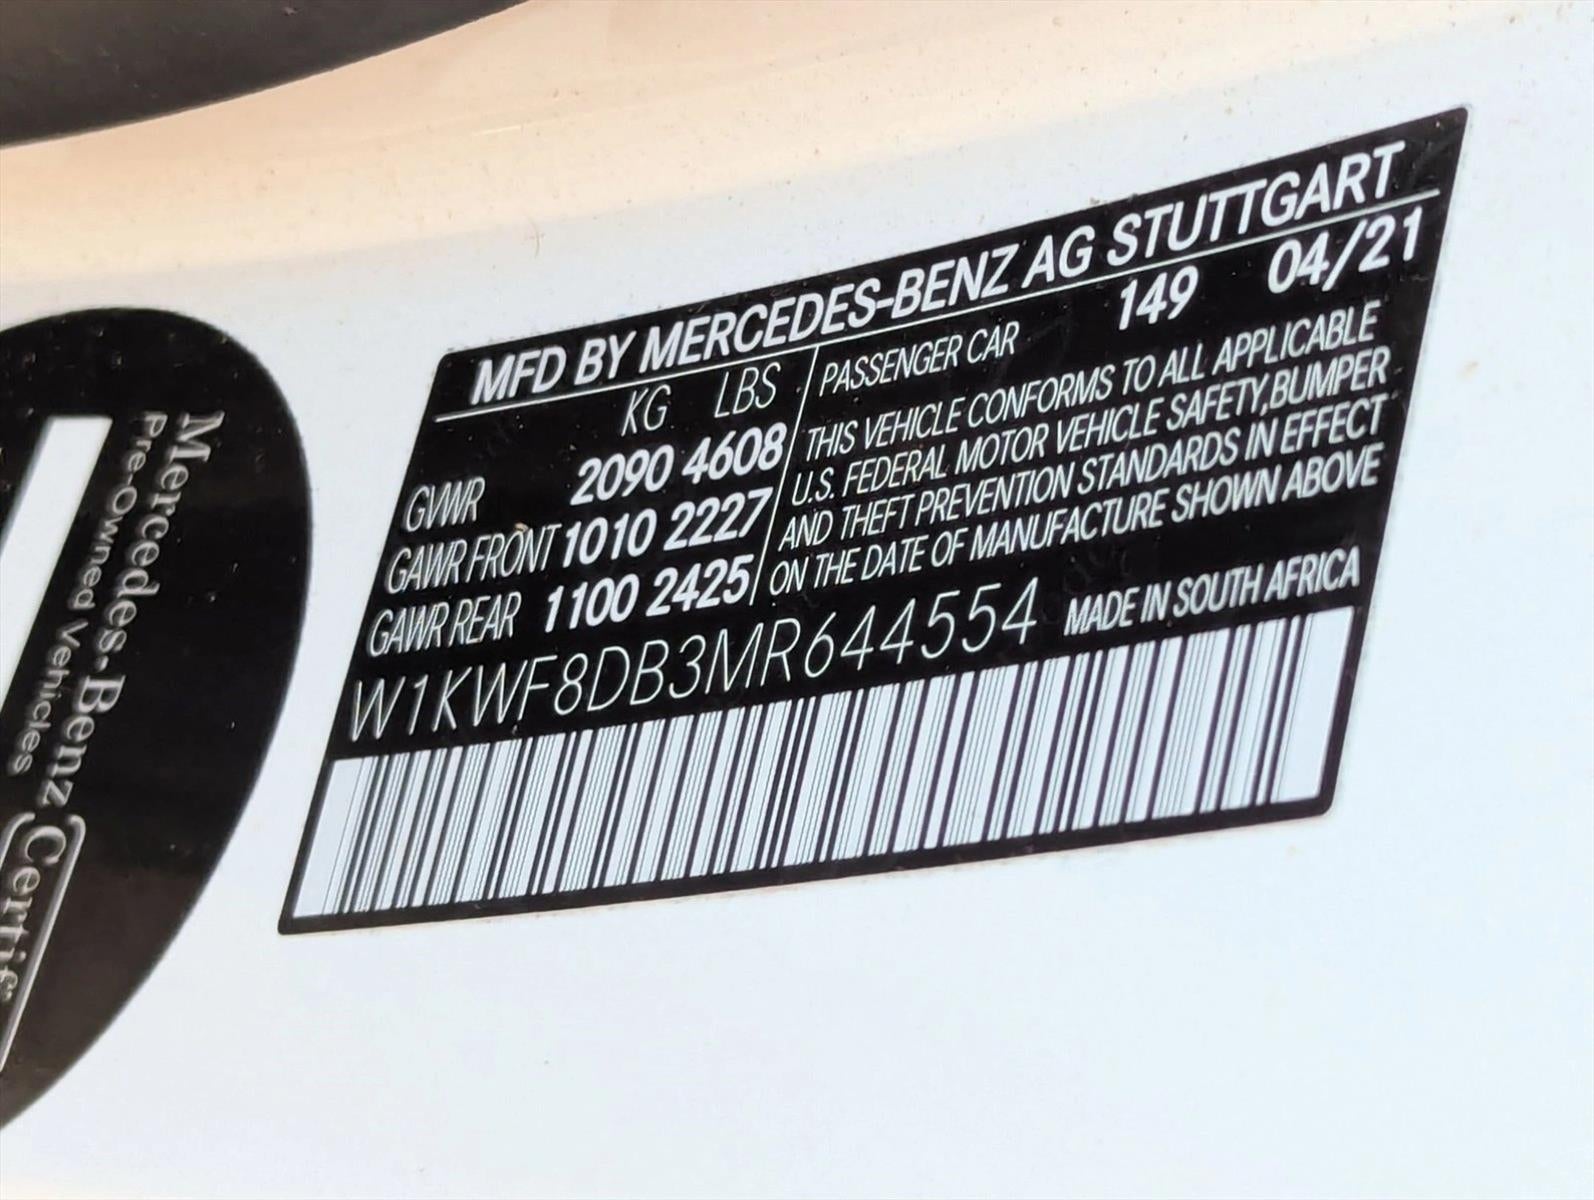 MFD BY MERCEDES-BENZ AG STUTTGART
KG LBS
GVWR 2090 4608
GAWR FRONT 1010 2227
GAWR REAR 1100 2425
PASSENGER CAR 149 04/21
THIS VEHICLE CONFORMS TO ALL APPLICABLE
U.S. FEDERAL MOTOR VEHICLE SAFETY,BUMPER
AND THEFT PREVENTION STANDARDS IN EFFECT
ON THE DATE OF MANUFACTURE SHOWN ABOVE
W1KWF8DB3MR644554 MADE IN SOUTH AFRICA
Mercedes-Benz
Pre-Owned Vehicles